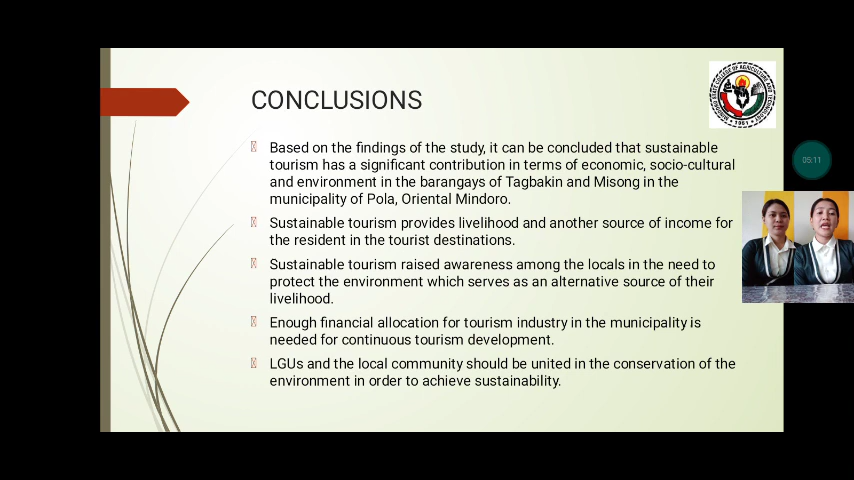 CONCLUSIONS
Based on the findings of the study, it can be concluded that sustainable
tourism has a significant contribution in terms of economic, socio-cultural
and environment in the barangays of Tagbakin and Misong in the
municipality of Pola, Oriental Mindoro.
Sustainable tourism provides livelihood and another source of income for
the resident in the tourist destinations.
Sustainable tourism raised awareness among the locals in the need to
protect the environment which serves as an alternative source of their
livelihood.
Enough financial allocation for tourism industry in the municipality is
needed for continuous tourism development.
LGUs and the local community should be united in the conservation of the
environment in order to achieve sustainability.
05:11